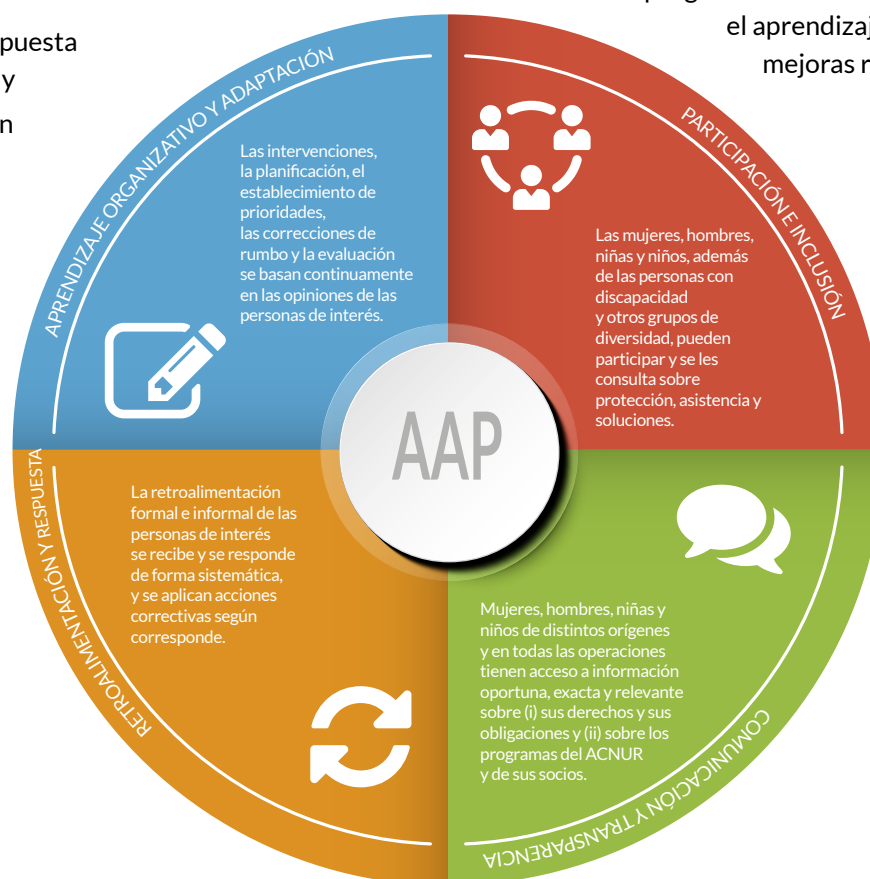 puesta
y
n
el aprendizaj
mejoras r
APRENDIZAJE ORGANIZATIVO Y ADAPTACIÓN
Las intervenciones,
la planificación, el
establecimiento de
prioridades,
las correcciones de
rumbo y la evaluación
se basan continuamente
en las opiniones de las
personas de interés.
PARTICIPACIÓN E INCLUSIÓN
Las mujeres, hombres,
niñas y niños, además
de las personas con
discapacidad
y otros grupos de
diversidad, pueden
participar y se les
consulta sobre
protección, asistencia y
soluciones.
AAP
RETROALIMENTACIÓN Y RESPUESTA
La retroalimentación
formal e informal de las
personas de interés
se recibe y se responde
de forma sistemática,
y se aplican acciones
correctivas según
corresponde.
Mujeres, hombres, niñas y
niños de distintos orígenes
y en todas las operaciones
tienen acceso a información
oportuna, exacta y relevante
sobre (i) sus derechos y sus
obligaciones y (ii) sobre los
programas del ACNUR
y de sus socios.
COMUNICACIÓN Y TRANSPARENCIA